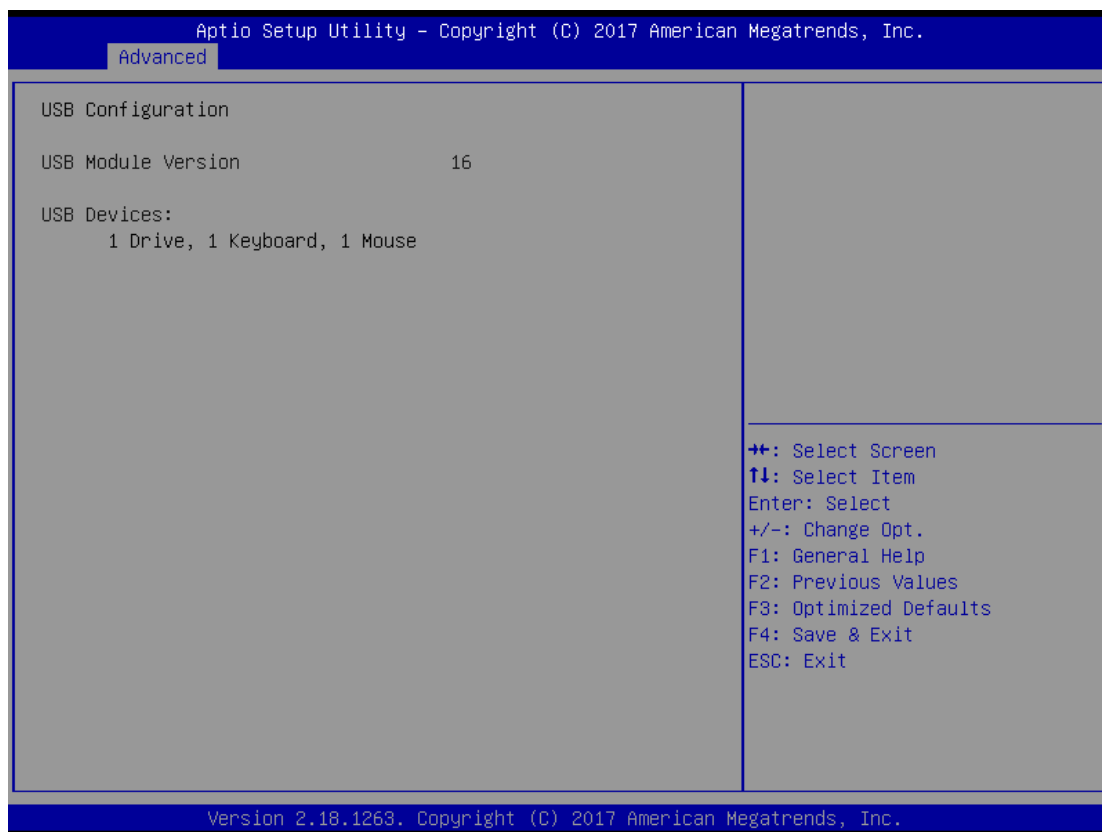 Aptio Setup Utility – Copyright (C) 2017 American Megatrends, Inc.
Advanced
USB Configuration
USB Module Version 16
USB Devices:
1 Drive, 1 Keyboard, 1 Mouse
→←: Select Screen
↑↓: Select Item
Enter: Select
+/-: Change Opt.
F1: General Help
F2: Previous Values
F3: Optimized Defaults
F4: Save & Exit
ESC: Exit
Version 2.18.1263. Copyright (C) 2017 American Megatrends, Inc.